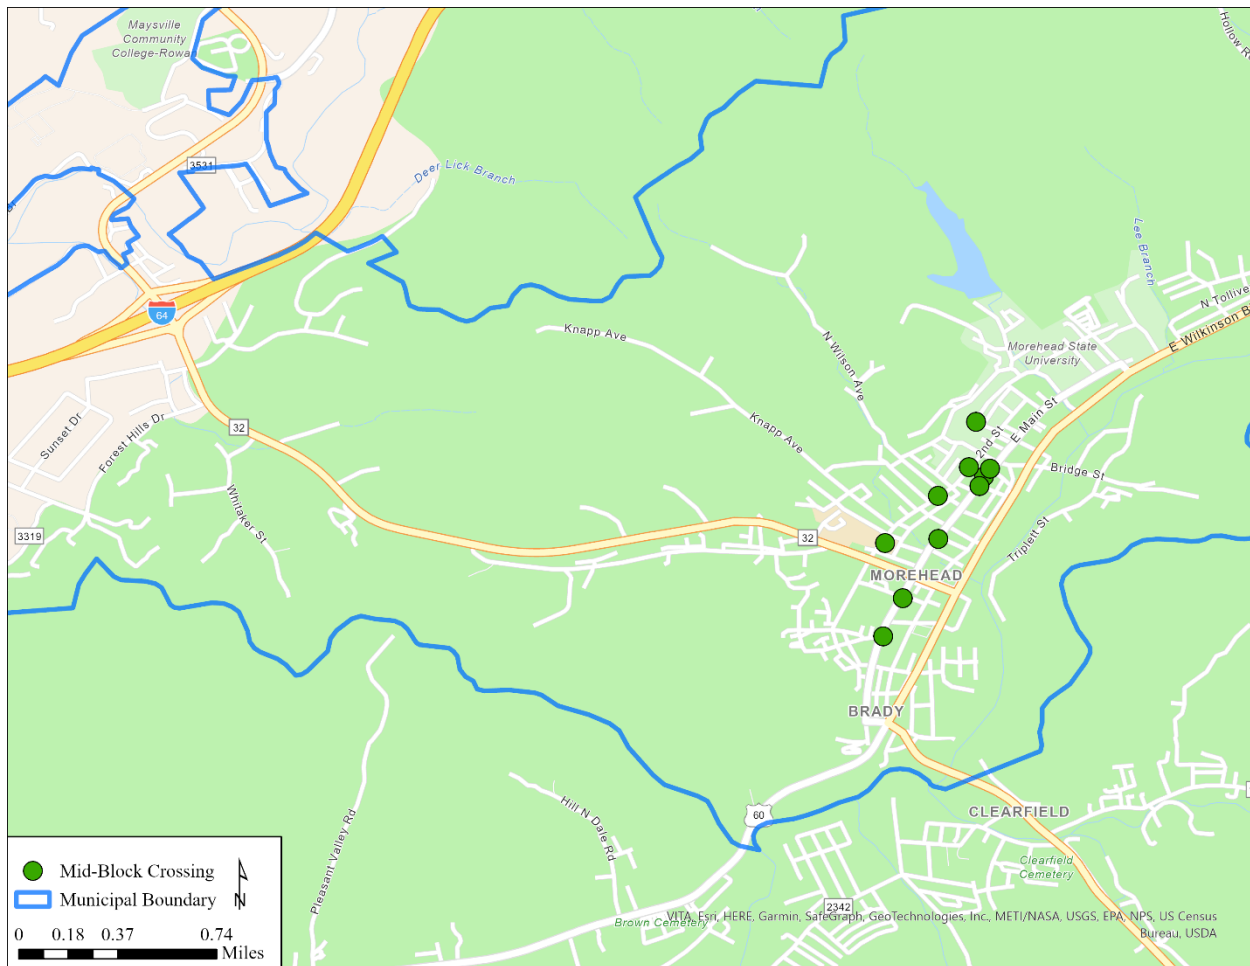 Maysville
Community
College-Rowan
Hollow Rd
3531
Deer Lick Branch
Lee Branch
64
N Tollive
E Wilkinson B
Knapp Ave
N Wilson Ave
Morehead State
University
Sunset Dr
Forest Hills Dr
32
Knapp Ave
2nd St
E Main St
Bridge St
Whitaker St
3319
32
Triplett St
MOREHEAD
BRADY
60
CLEARFIELD
Hill N Dale Rd
Pleasant Valley Rd
Clearfield
Cemetery
2342
Brown Cemetery
Mid-Block Crossing
Municipal Boundary
N
0 0.18 0.37 0.74
Miles
VITA, Esri, HERE, Garmin, SafeGraph, GeoTechnologies, Inc., METI/NASA, USGS, EPA, NPS, US Census
Bureau, USDA